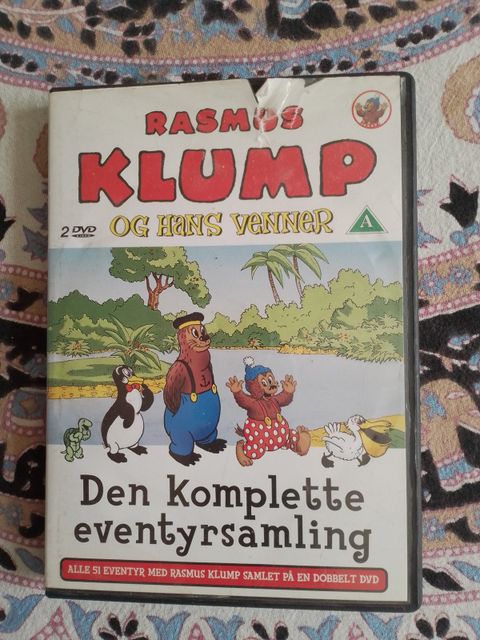 RASMUS
KLUMP
OG HANS VENNER
2 DVD
VIDEO
A
Den Komplette
eventyrsamling
ALLE 51 EVENTYR MED RASMUS KLUMP SAMLET PÅ EN DOBBELT DVD